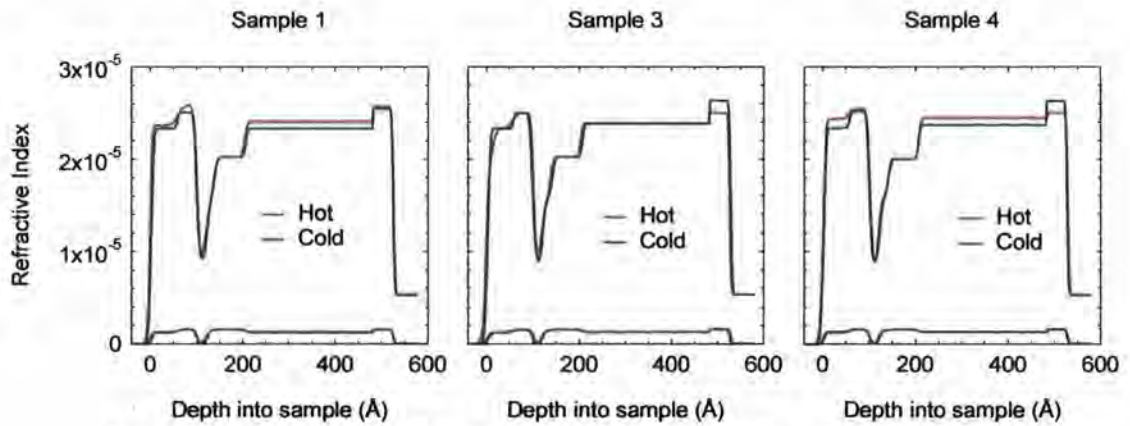 Sample 1
Sample 3
Sample 4
Refractive Index
3x10⁻⁵
2x10⁻⁵
1x10⁻⁵
0
Hot
Cold
Hot
Cold
Hot
Cold
0 200 400 600
0 200 400 600
0 200 400 600
Depth into sample (Å)
Depth into sample (Å)
Depth into sample (Å)